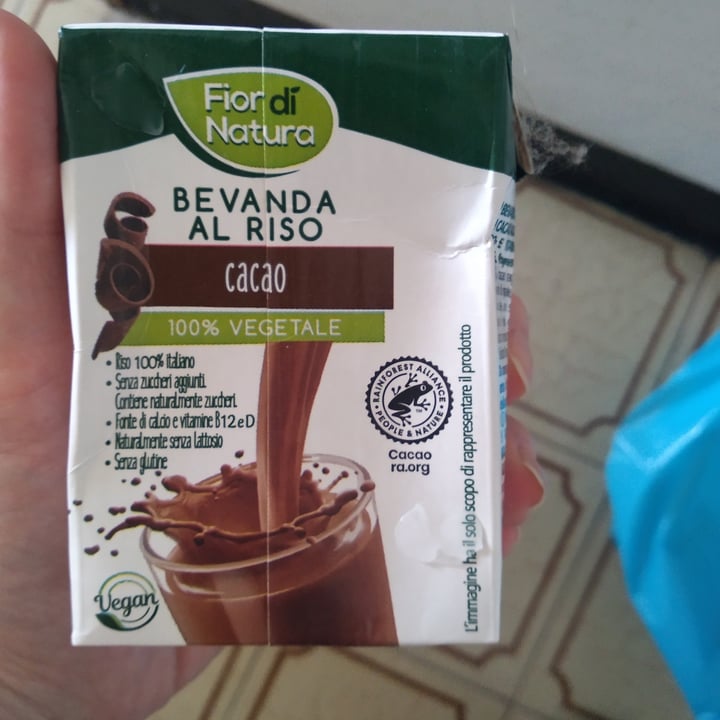 Fior di
Natura
BEVANDA
AL RISO
cacao
100% VEGETALE
• Riso 100% italiano
• Senza zuccheri aggiunti.
Contiene naturalmente zuccheri.
• Fonte di calcio e vitamine B12 e D
• Naturalmente senza lattosio
• Senza glutine
RAINFOREST ALLIANCE
PEOPLE & NATURE
Cacao
ra.org
L'immagine ha il solo scopo di rappresentare il prodotto
Vegan